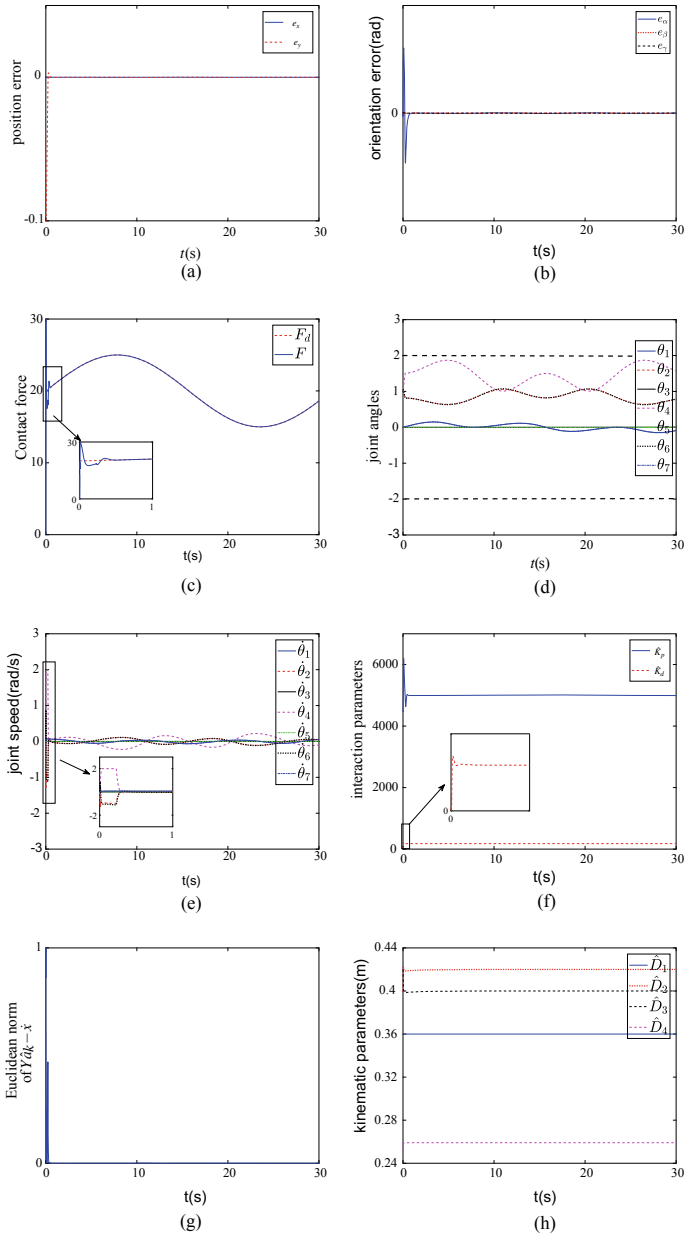 e_x
e_y
position error
0
-0.1
0 10 20 30
t(s)
(a)
e_α
e_β
e_γ
orientation error(rad)
0
0 10 20 30
t(s)
(b)
30
20
10
0
Contact force
F_d
F
30
0
0 1
0 10 20 30
t(s)
(c)
3
2
1
0
-1
-2
-3
joint angles
θ_1
θ_2
θ_3
θ_4
θ_5
θ_6
θ_7
0 10 20 30
t(s)
(d)
3
2
1
0
-1
-2
-3
joint speed(rad/s)
θ̇_1
θ̇_2
θ̇_3
θ̇_4
θ̇_5
θ̇_6
θ̇_7
2
-2
0 1
0 10 20 30
t(s)
(e)
6000
4000
2000
0
interaction parameters
κ̂_p
κ̂_d
0
0
0 10 20 30
t(s)
(f)
1
0
Euclidean norm
of Yâ_k − ẋ
0 10 20 30
t(s)
(g)
0.44
0.4
0.36
0.32
0.28
0.24
kinematic parameters(m)
D̂_1
D̂_2
D̂_3
D̂_4
0 10 20 30
t(s)
(h)